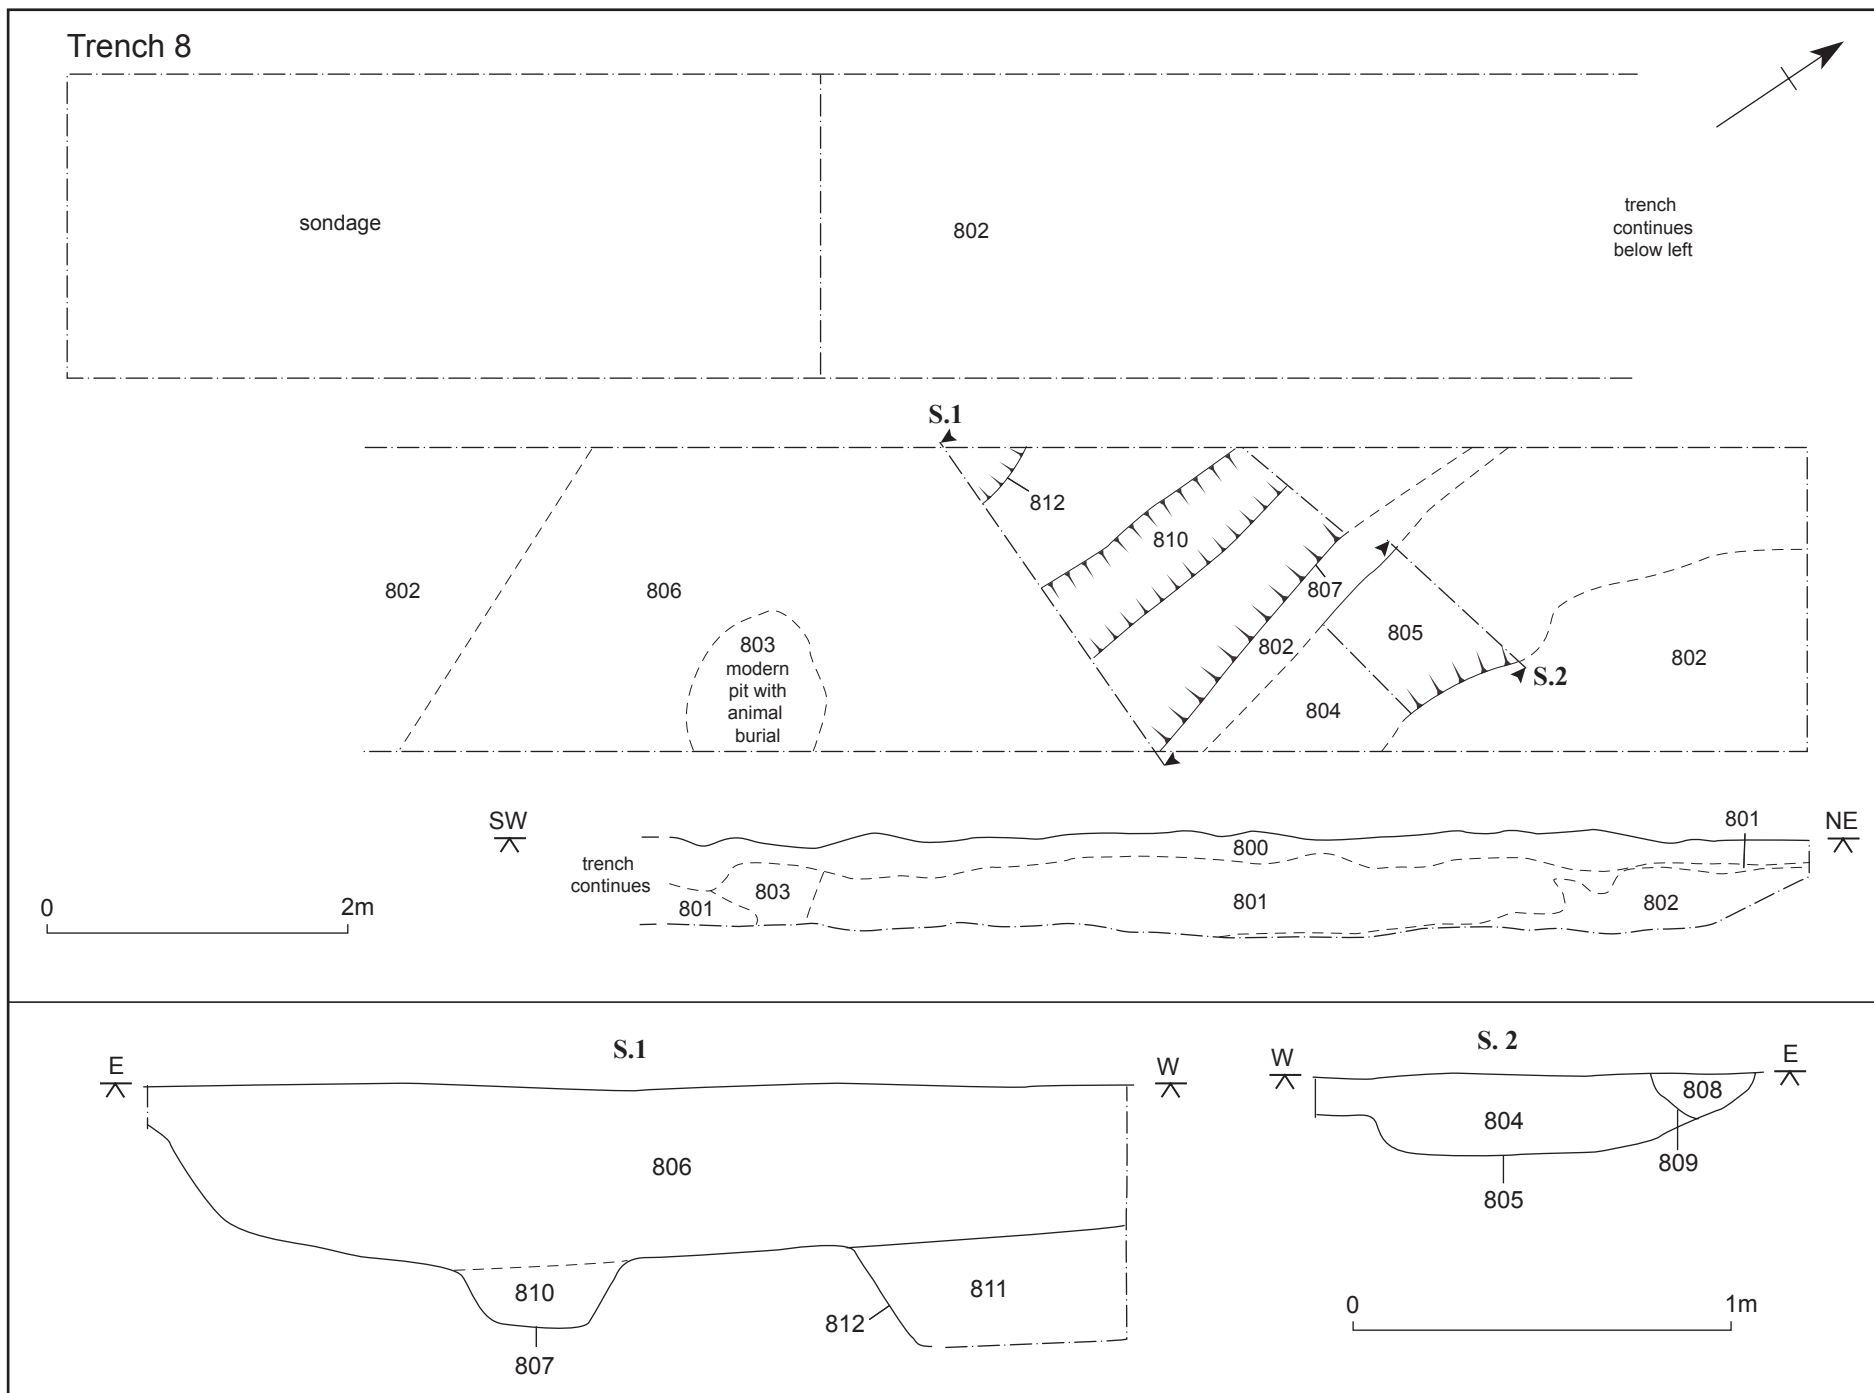 Trench 8
sondage
802
trench
continues
below left
S.1
812
810
802
806
807
805
802
802
803
modern
pit with
animal
burial
S.2
804
SW
801
NE
800
trench
continues
803
801
801
802
0
2m
S.1
S. 2
E
W
W
E
808
804
806
809
805
810
811
812
807
0
1m